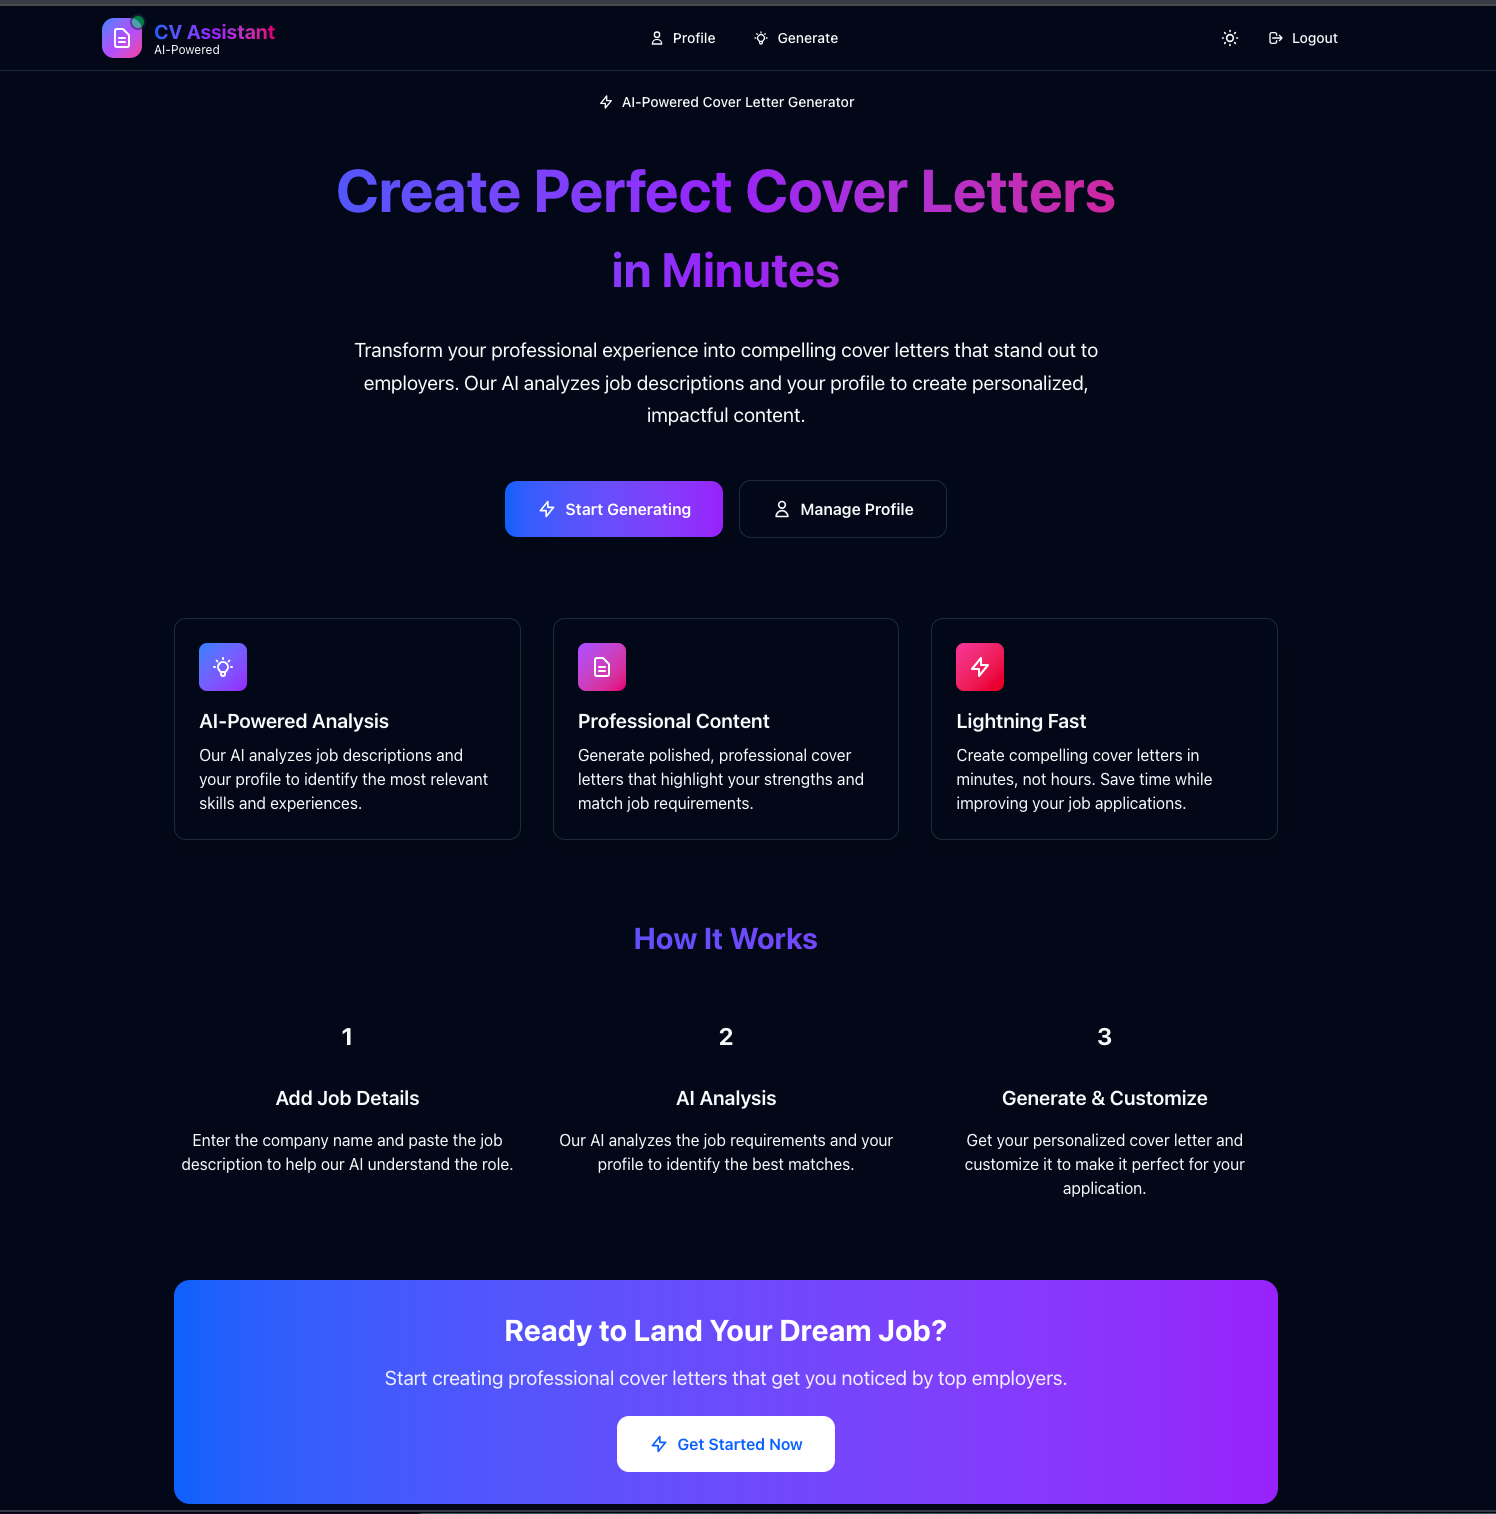 CV Assistant
AI-Powered
Profile
Generate
Logout
AI-Powered Cover Letter Generator
Create Perfect Cover Letters
in Minutes
Transform your professional experience into compelling cover letters that stand out to
employers. Our AI analyzes job descriptions and your profile to create personalized,
impactful content.
Start Generating
Manage Profile
AI-Powered Analysis
Our AI analyzes job descriptions and
your profile to identify the most relevant
skills and experiences.
Professional Content
Generate polished, professional cover
letters that highlight your strengths and
match job requirements.
Lightning Fast
Create compelling cover letters in
minutes, not hours. Save time while
improving your job applications.
How It Works
1
Add Job Details
Enter the company name and paste the job
description to help our AI understand the role.
2
AI Analysis
Our AI analyzes the job requirements and your
profile to identify the best matches.
3
Generate & Customize
Get your personalized cover letter and
customize it to make it perfect for your
application.
Ready to Land Your Dream Job?
Start creating professional cover letters that get you noticed by top employers.
Get Started Now